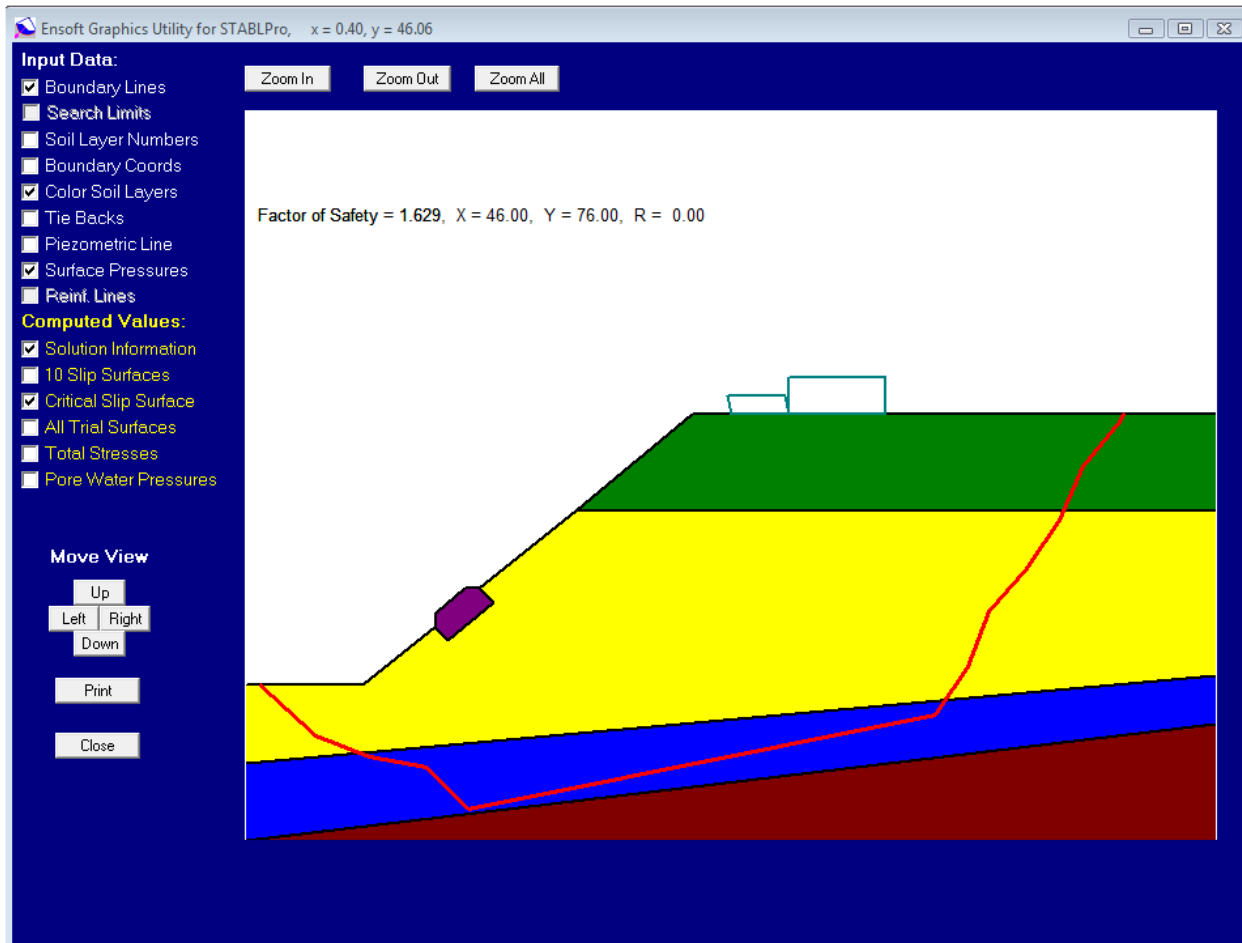 Ensoft Graphics Utility for STABLPro, x = 0.40, y = 46.06
Input Data:
Boundary Lines
Search Limits
Soil Layer Numbers
Boundary Coords
Color Soil Layers
Tie Backs
Piezometric Line
Surface Pressures
Reinf. Lines
Computed Values:
Solution Information
10 Slip Surfaces
Critical Slip Surface
All Trial Surfaces
Total Stresses
Pore Water Pressures
Move View
Up
Left Right
Down
Print
Close
Zoom In Zoom Out Zoom All
Factor of Safety = 1.629, X = 46.00, Y = 76.00, R = 0.00